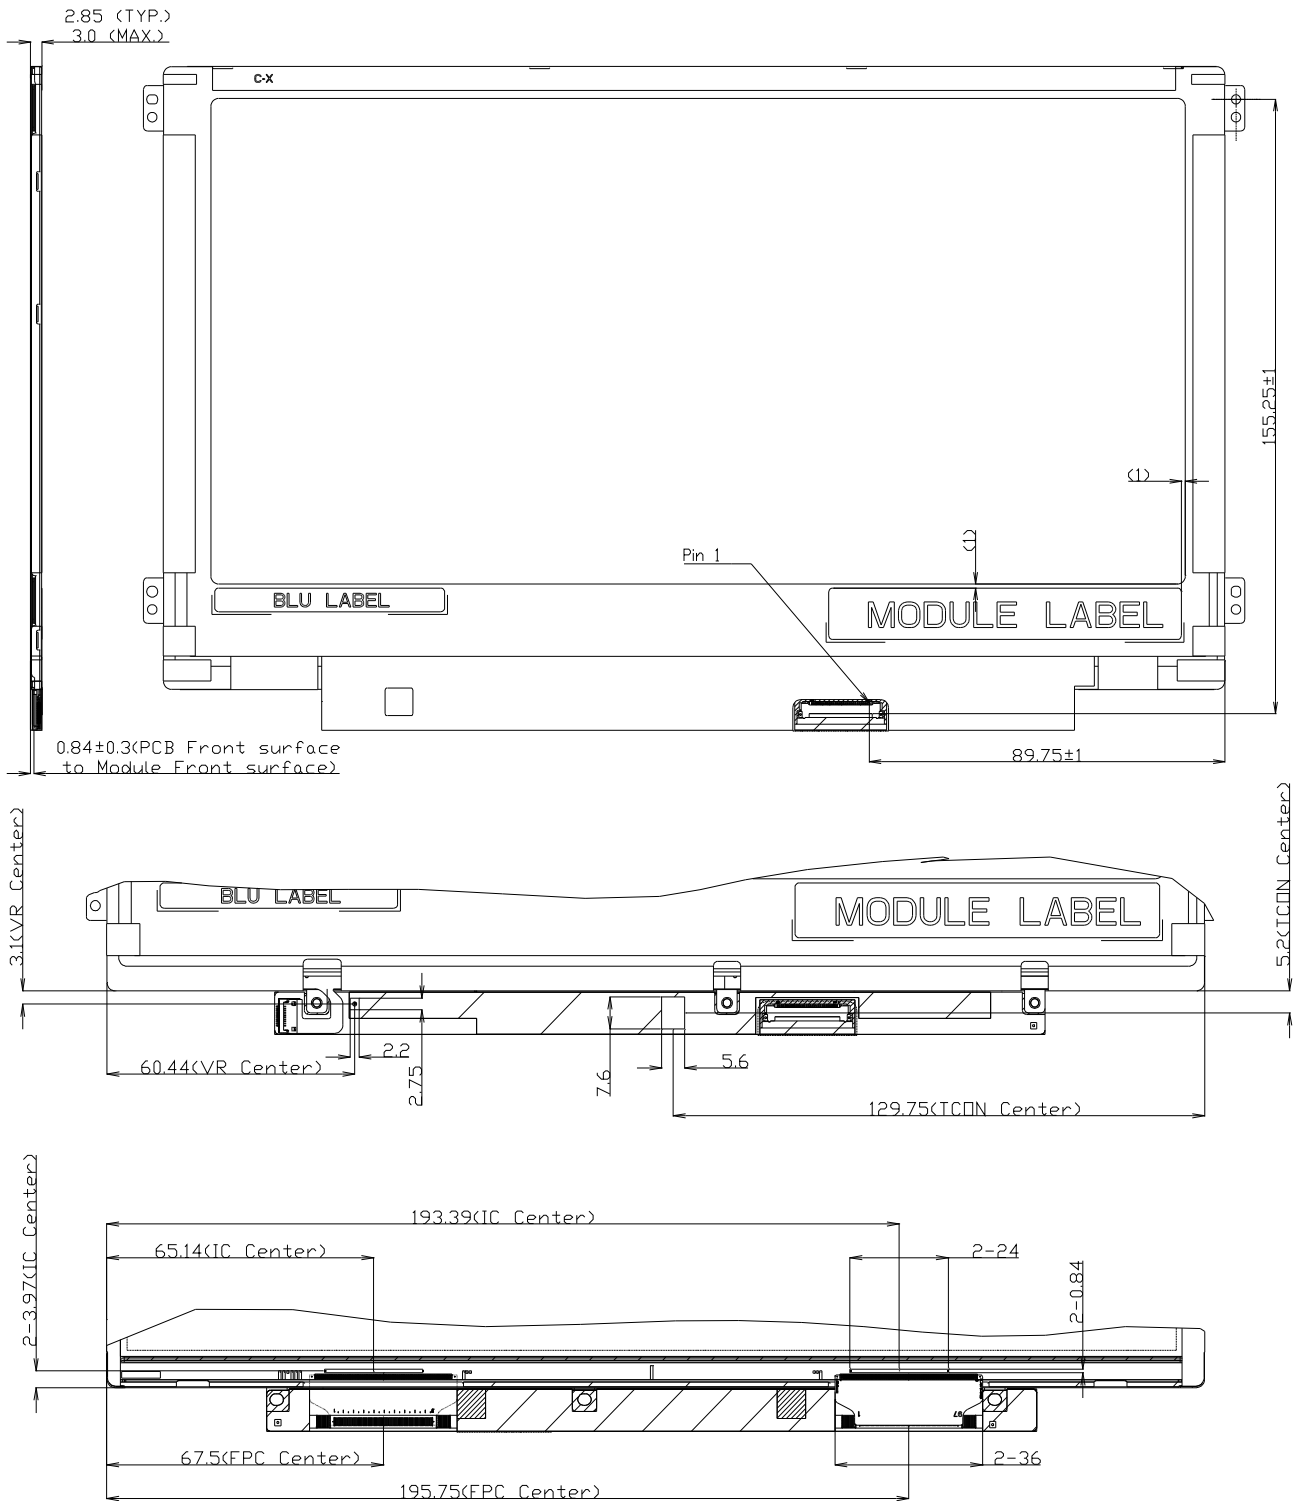 2.85 (TYP.)
3.0 (MAX.)
C-X
155.25±1
(1)
(1)
Pin 1
BLU LABEL
MODULE LABEL
0.84±0.3(PCB Front surface
to Module Front surface)
89.75±1
3.1(VR Center)
5.2(TCON Center)
BLU LABEL
MODULE LABEL
60.44(VR Center)
2.2
2.75
7.6
5.6
129.75(TCON Center)
2-3.97(IC Center)
193.39(IC Center)
65.14(IC Center)
2-24
2-0.84
1
67.5(FPC Center)
2-36
195.75(FPC Center)